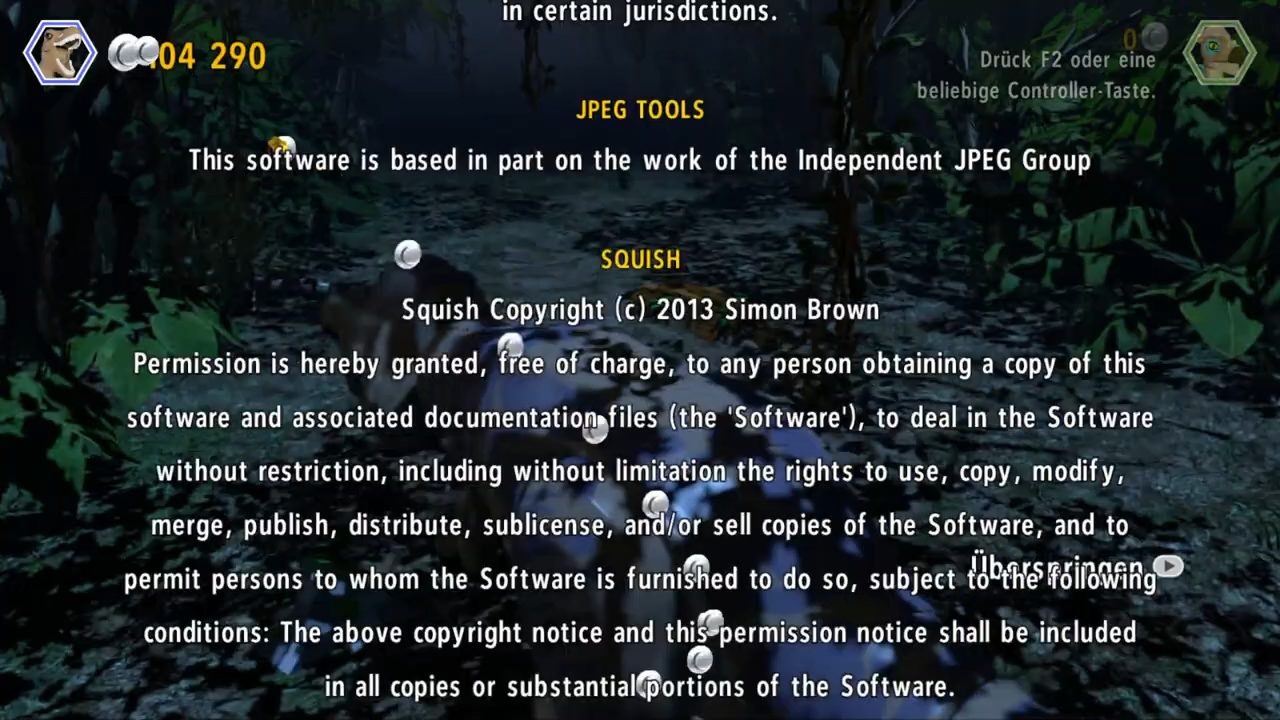 in certain jurisdictions.
04 290
0
Drück F2 oder eine
beliebige Controller-Taste.
JPEG TOOLS
This software is based in part on the work of the Independent JPEG Group
SQUISH
Squish Copyright (c) 2013 Simon Brown
Permission is hereby granted, free of charge, to any person obtaining a copy of this
software and associated documentation files (the 'Software'), to deal in the Software
without restriction, including without limitation the rights to use, copy, modify,
merge, publish, distribute, sublicense, and/or sell copies of the Software, and to
Überspringen
permit persons to whom the Software is furnished to do so, subject to the following
conditions: The above copyright notice and this permission notice shall be included
in all copies or substantial portions of the Software.